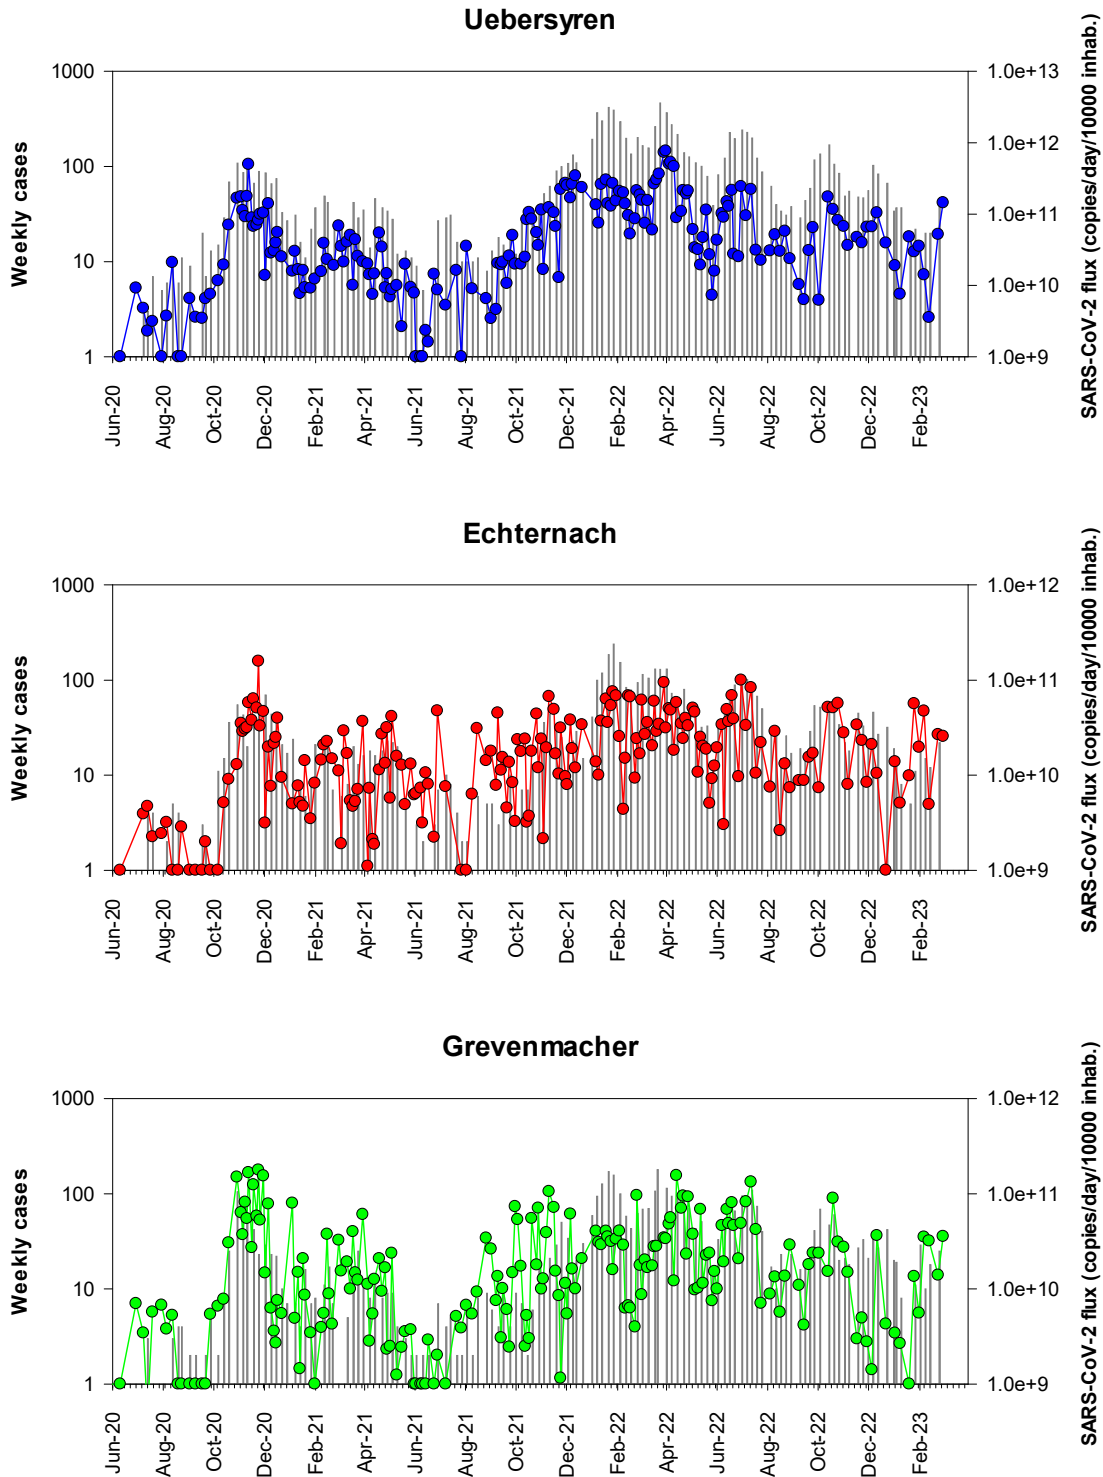 Uebersyren
Weekly cases
1000
100
10
1
1.0e+13
1.0e+12
1.0e+11
1.0e+10
1.0e+9
SARS-CoV-2 flux (copies/day/10000 inhab.)
Jun-20
Aug-20
Oct-20
Dec-20
Feb-21
Apr-21
Jun-21
Aug-21
Oct-21
Dec-21
Feb-22
Apr-22
Jun-22
Aug-22
Oct-22
Dec-22
Feb-23
Echternach
Weekly cases
1000
100
10
1
1.0e+12
1.0e+11
1.0e+10
1.0e+9
SARS-CoV-2 flux (copies/day/10000 inhab.)
Jun-20
Aug-20
Oct-20
Dec-20
Feb-21
Apr-21
Jun-21
Aug-21
Oct-21
Dec-21
Feb-22
Apr-22
Jun-22
Aug-22
Oct-22
Dec-22
Feb-23
Grevenmacher
Weekly cases
1000
100
10
1
1.0e+12
1.0e+11
1.0e+10
1.0e+9
SARS-CoV-2 flux (copies/day/10000 inhab.)
Jun-20
Aug-20
Oct-20
Dec-20
Feb-21
Apr-21
Jun-21
Aug-21
Oct-21
Dec-21
Feb-22
Apr-22
Jun-22
Aug-22
Oct-22
Dec-22
Feb-23